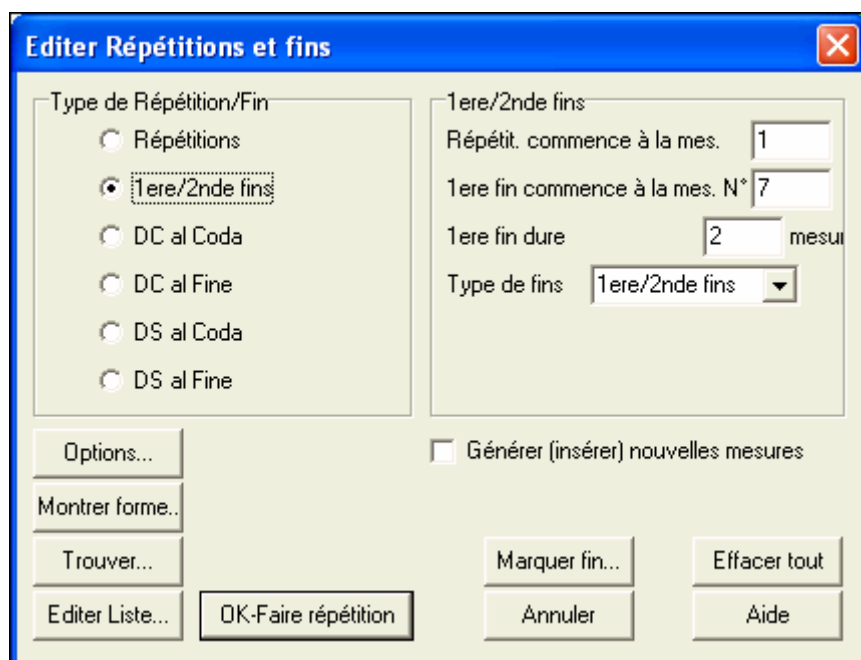 Editer Répétitions et fins
Type de Répétition/Fin
Répétitions
1ere/2nde fins
DC al Coda
DC al Fine
DS al Coda
DS al Fine
1ere/2nde fins
Répétit. commence à la mes. 1
1ere fin commence à la mes. N° 7
1ere fin dure 2 mesur
Type de fins 1ere/2nde fins
Générer (insérer) nouvelles mesures
Options...
Montrer forme..
Trouver...
Marquer fin...
Effacer tout
Editer Liste...
OK-Faire répétition
Annuler
Aide